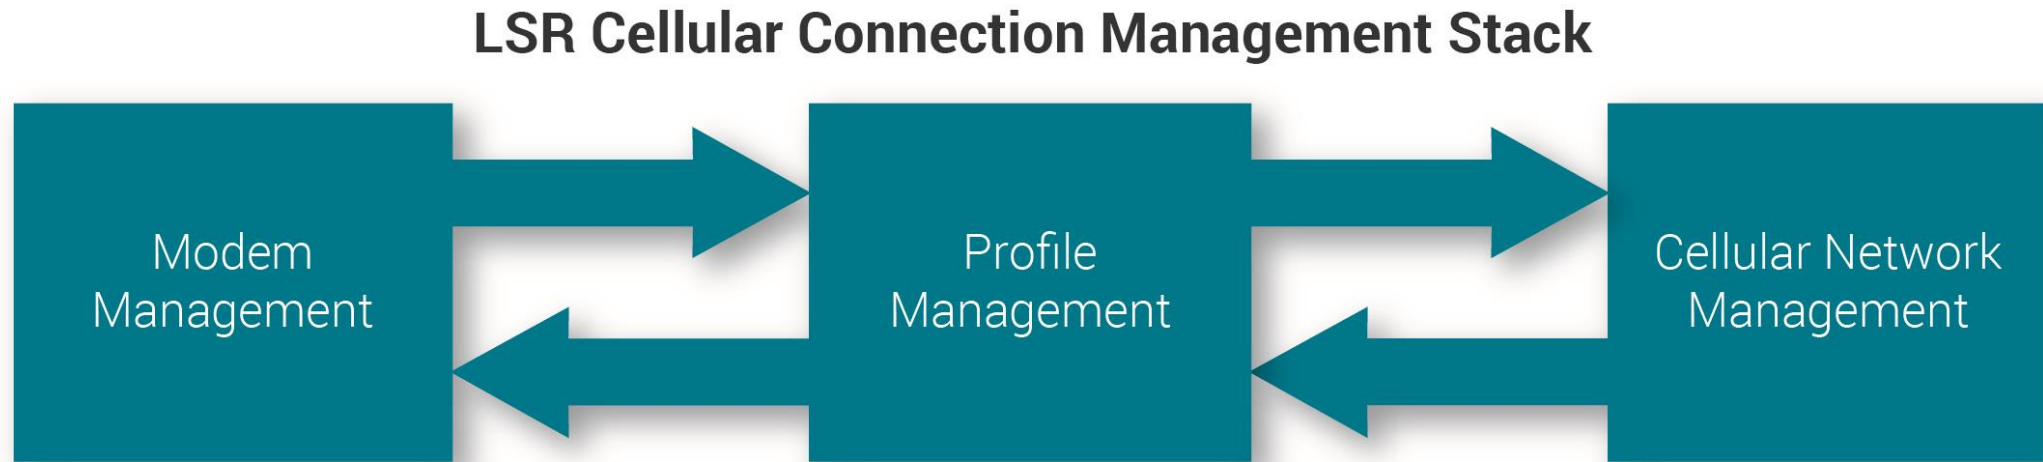 LSR Cellular Connection Management Stack
Modem
Management
Profile
Management
Cellular Network
Management